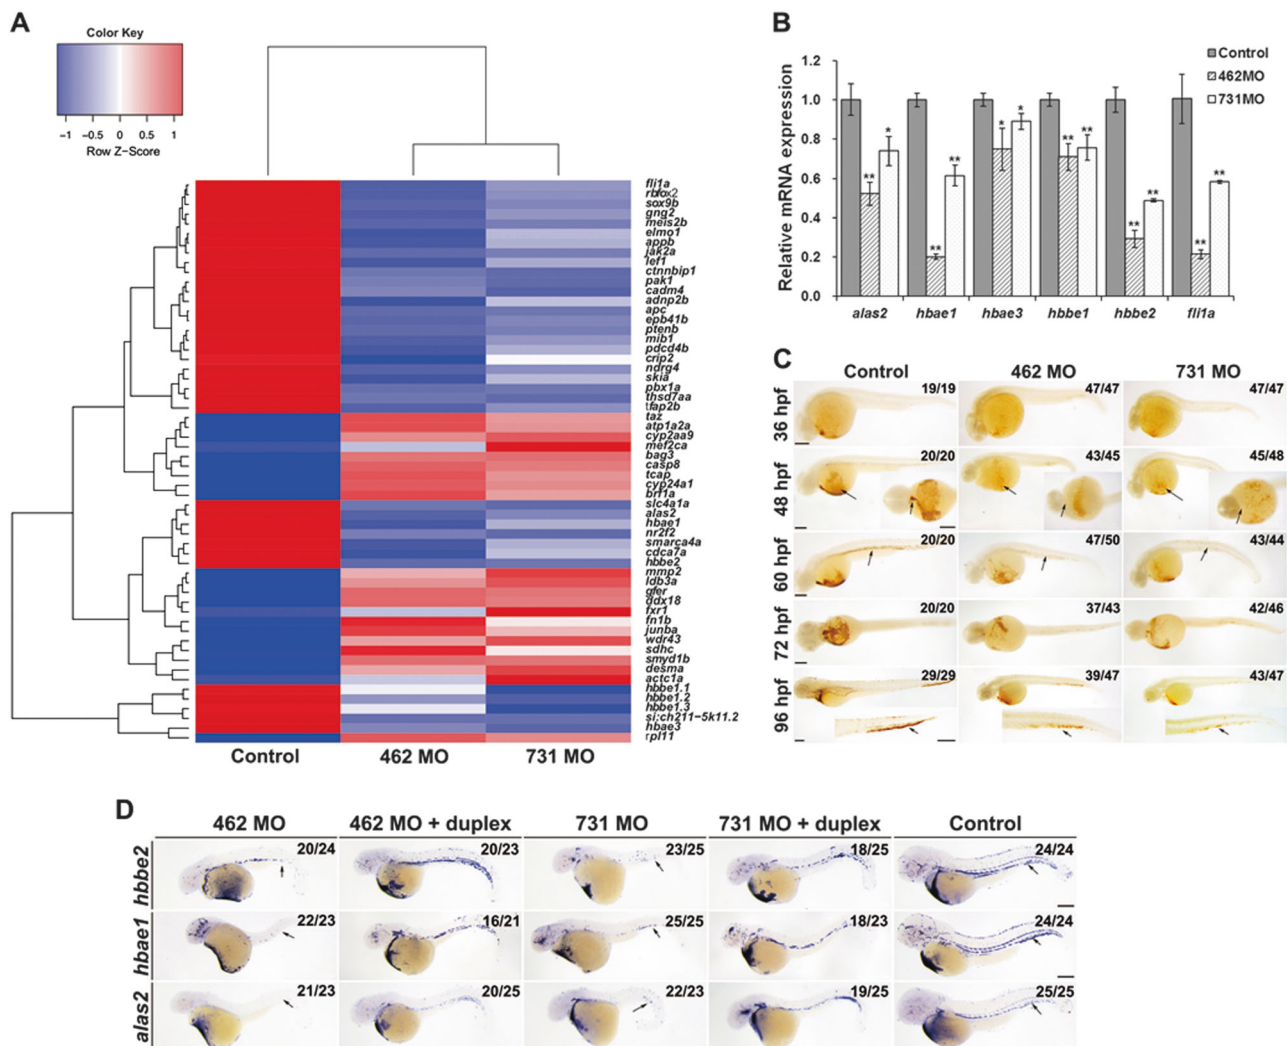 A
Color Key
−1 −0.5 0 0.5 1
Row Z−Score
fli1a
rbfox2
sox9b
gng2
meis2b
elmo1
appb
jak2a
lef1
ctnnbip1
pak1
cadm4
adnp2b
apc
epb41b
ptenb
mib1
pdcd4b
crip2
ndrg4
skia
pbx1a
thsd7aa
tfap2b
taz
atp1a2a
cyp2aa9
mef2ca
bag3
casp8
tcap
cyp24a1
brf1a
slc4a1a
alas2
hbae1
nr2f2
smarca4a
cdca7a
hbbe2
mmp2
ldb3a
gfer
ddx18
fxr1
fn1b
junba
wdr43
sdhc
smyd1b
desma
actc1a
hbbe1.1
hbbe1.2
hbbe1.3
si:ch211−5k11.2
hbae3
rpl11
Control 462 MO 731 MO
B
Control
462MO
731MO
Relative mRNA expression
1.2
1.0
0.8
0.6
0.4
0.2
0.0
** * ** ** * * ** ** ** ** ** **
alas2 hbae1 hbae3 hbbe1 hbbe2 fli1a
C
Control 462 MO 731 MO
36 hpf 19/19 47/47 47/47
48 hpf 20/20 43/45 45/48
60 hpf 20/20 47/50 43/44
72 hpf 20/20 37/43 42/46
96 hpf 29/29 39/47 43/47
D
462 MO 462 MO + duplex 731 MO 731 MO + duplex Control
hbbe2 20/24 20/23 23/25 18/25 24/24
hbae1 22/23 16/21 25/25 18/23 24/24
alas2 21/23 20/25 22/23 19/25 25/25